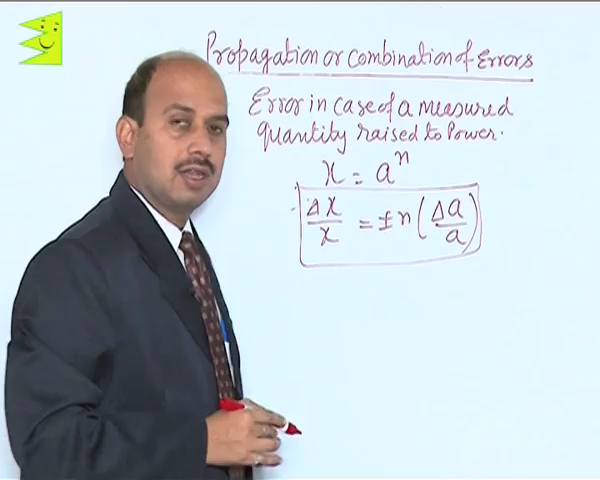 Propagation or Combination of Errors
Error in case of a measured
quantity raised to Power.
x = a^n
Δx/x = ±n (Δa/a)